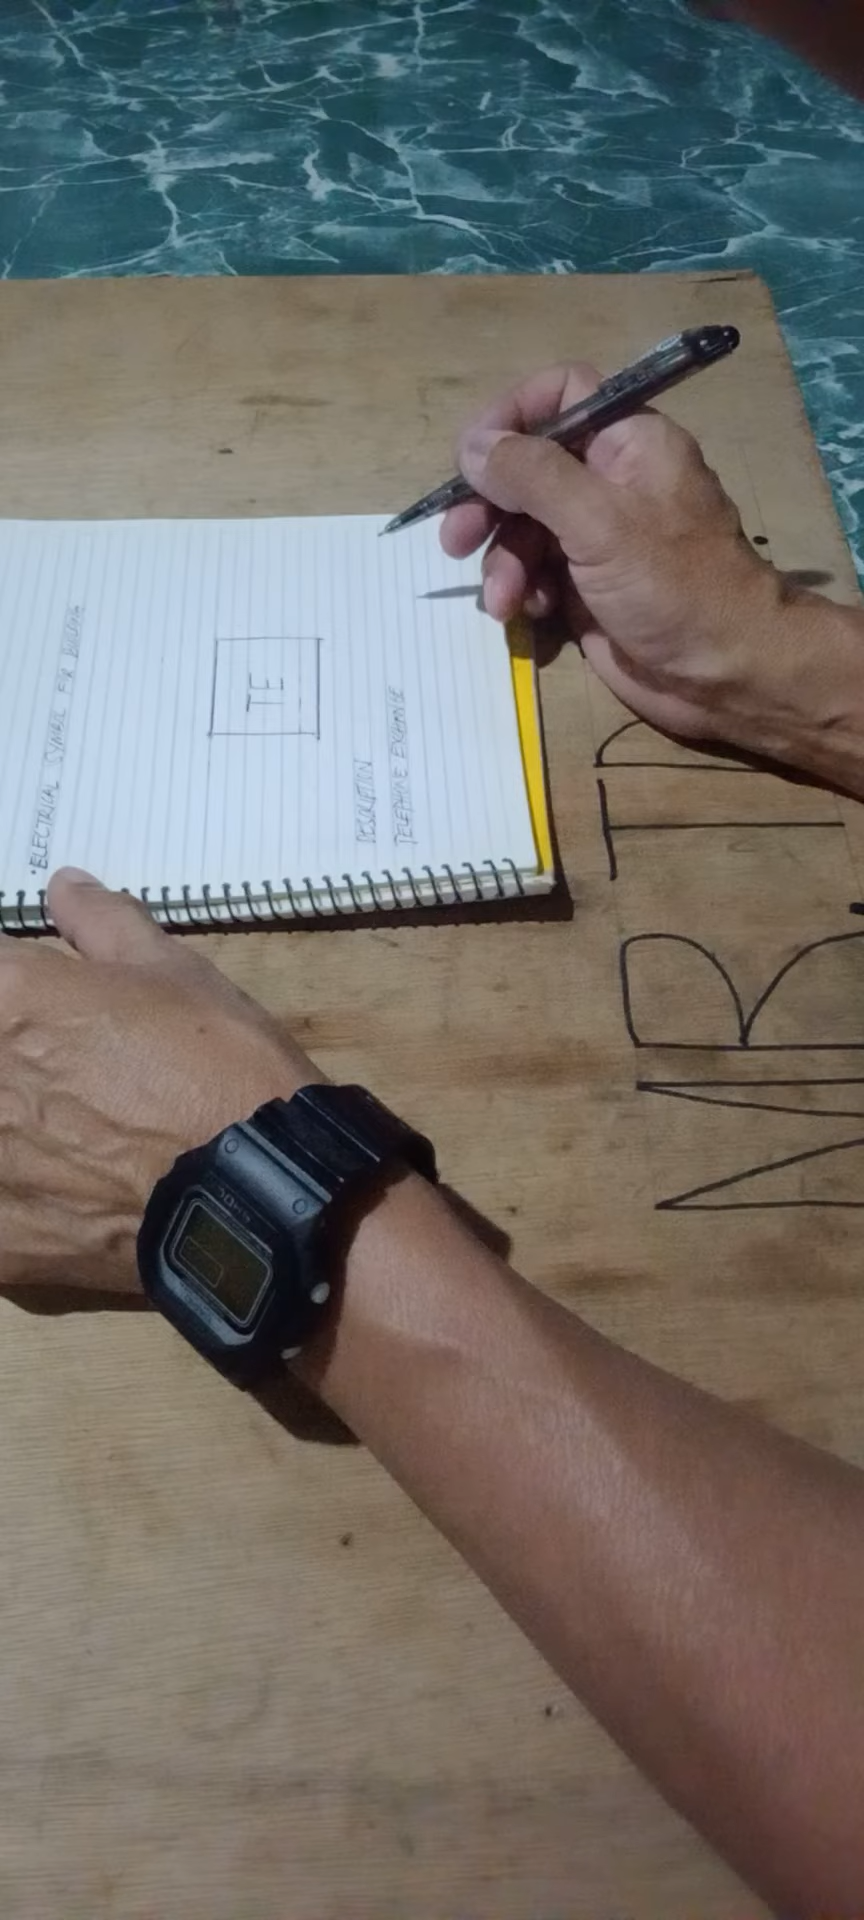 *ELECTRICAL SYMBOL FOR BUILDING
TE
DESCRIPTION
TELEPHONE EXCHANGE
MR. T